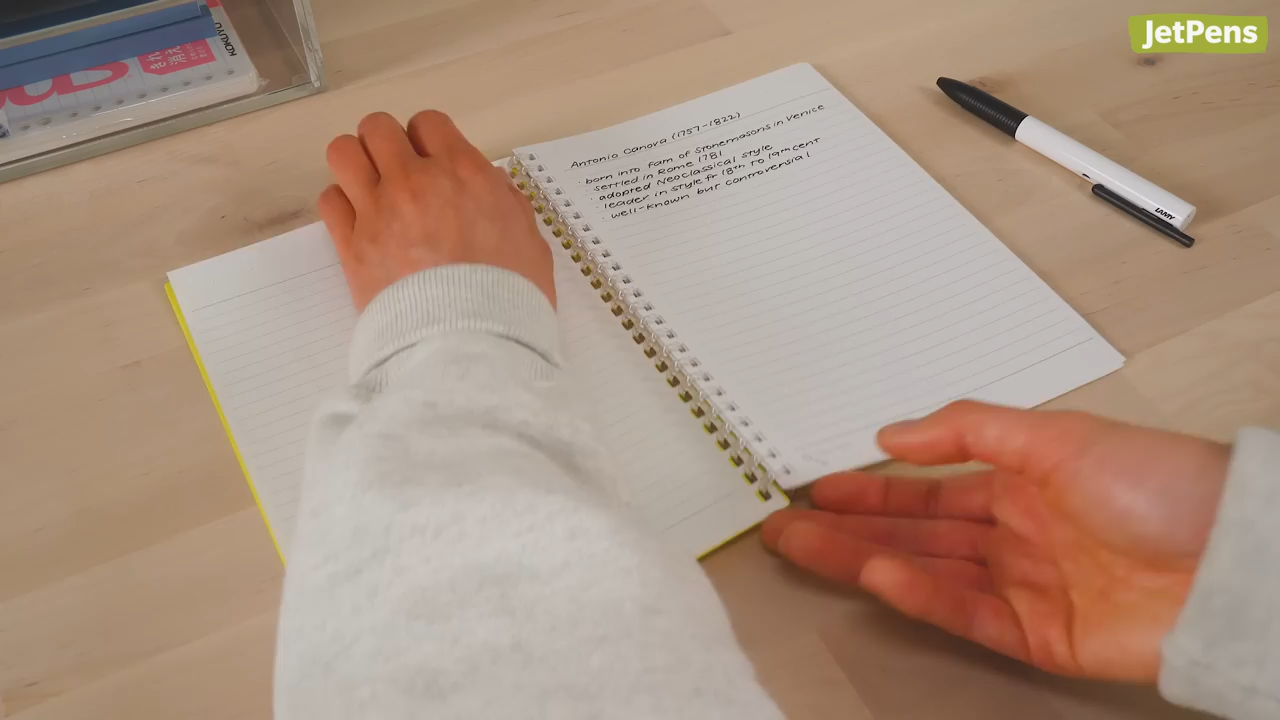 JetPens
KOKUYO
Antonio Canova (1757-1822)
· born into fam of stonemasons in Venice
· settled in Rome 1781
· adopted Neoclassical style
· leader in style fr 18th to 19th cent
· well-known but controversial
LAMY